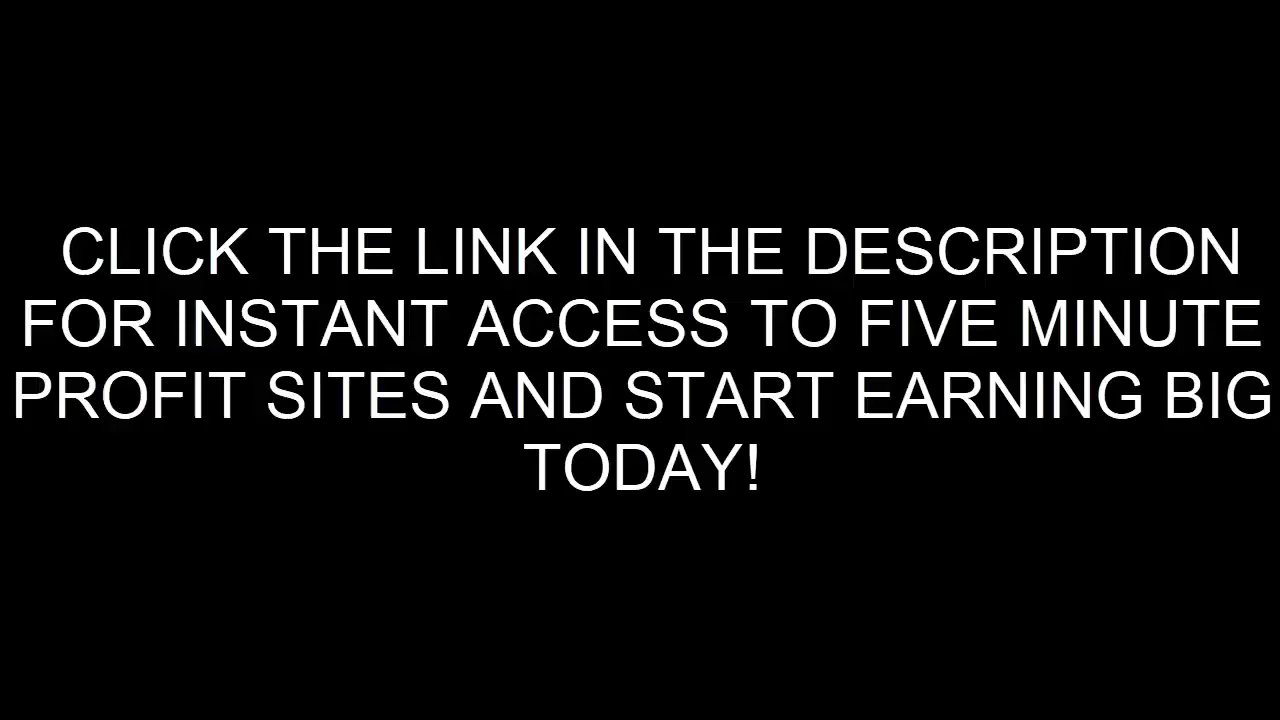 CLICK THE LINK IN THE DESCRIPTION
FOR INSTANT ACCESS TO FIVE MINUTE
PROFIT SITES AND START EARNING BIG
TODAY!